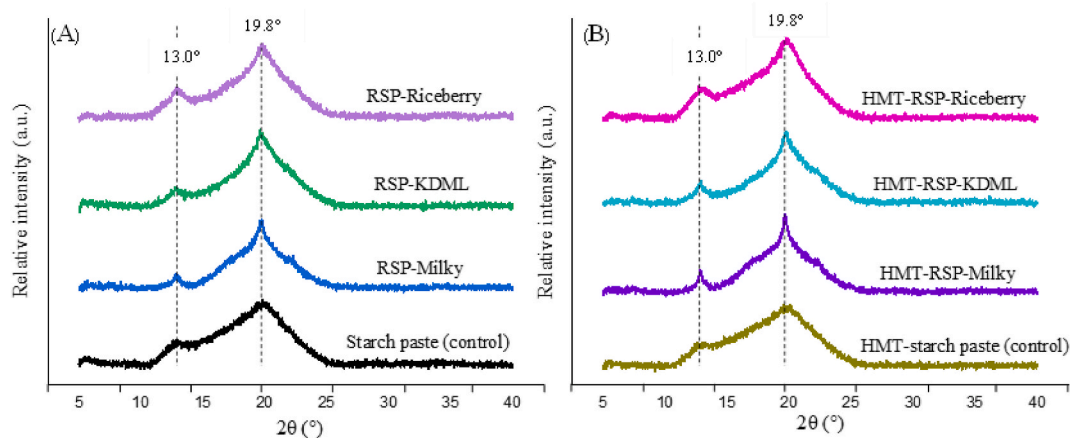 (A)
19.8°
13.0°
RSP-Riceberry
RSP-KDML
RSP-Milky
Starch paste (control)
Relative intensity (a.u.)
5 10 15 20 25 30 35 40
2θ (°)
(B)
19.8°
13.0°
HMT-RSP-Riceberry
HMT-RSP-KDML
HMT-RSP-Milky
HMT-starch paste (control)
Relative intensity (a.u.)
5 10 15 20 25 30 35 40
2θ (°)